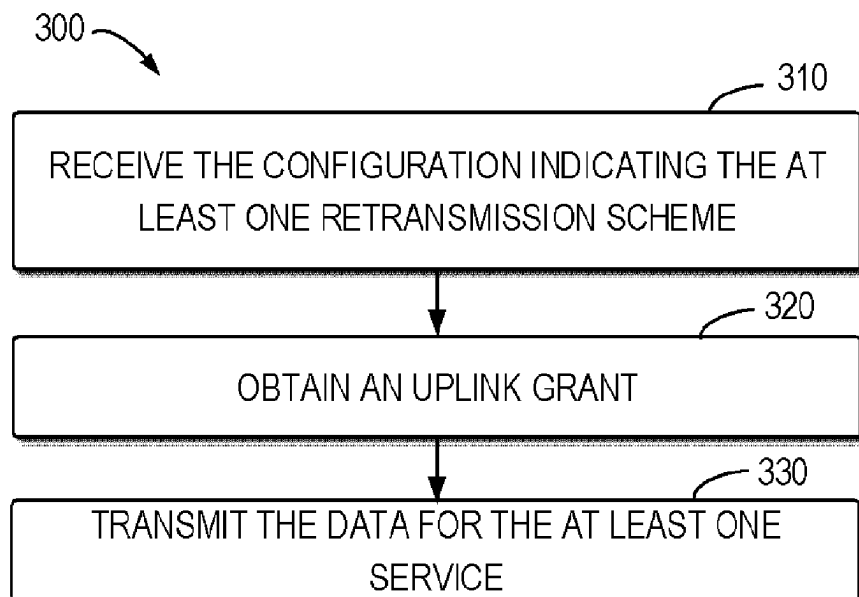 300
310
RECEIVE THE CONFIGURATION INDICATING THE AT
LEAST ONE RETRANSMISSION SCHEME
320
OBTAIN AN UPLINK GRANT
330
TRANSMIT THE DATA FOR THE AT LEAST ONE
SERVICE